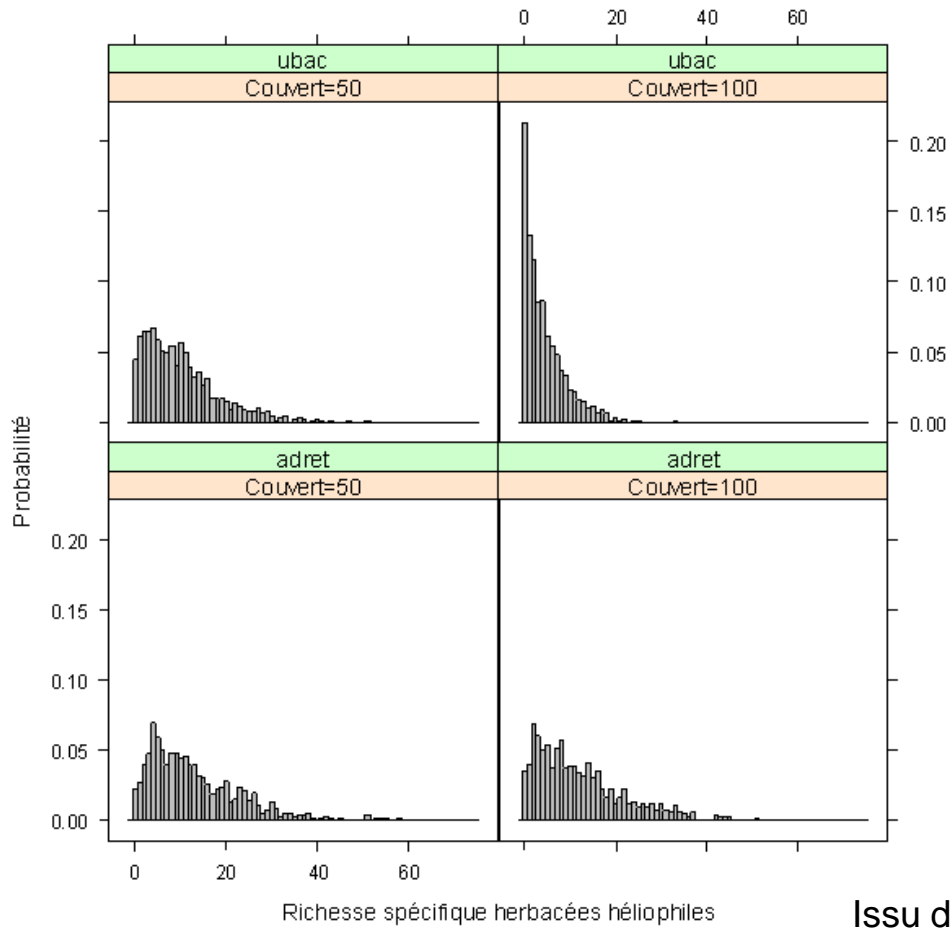 0 20 40 60
ubac ubac
Couvert=50 Couvert=100
0.20
0.15
0.10
0.05
0.00
Probabilité
adret adret
Couvert=50 Couvert=100
0.20
0.15
0.10
0.05
0.00
0 20 40 60
Richesse spécifique herbacées héliophiles
Issu d